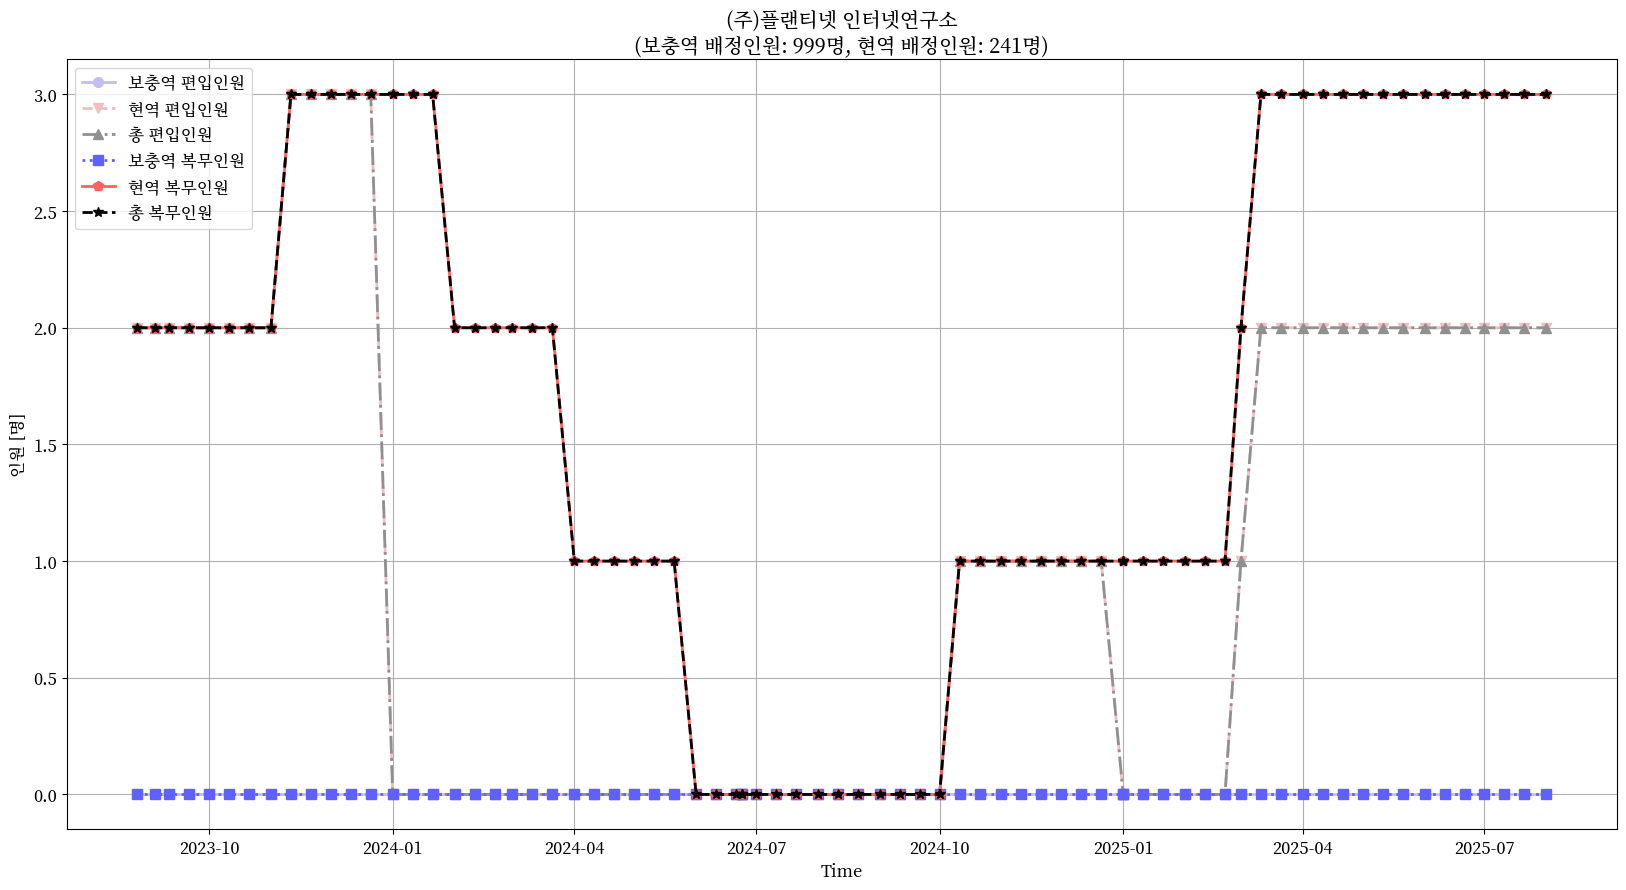 (주)플랜티넷 인터넷연구소
(보충역 배정인원: 999명, 현역 배정인원: 241명)
보충역 편입인원
현역 편입인원
총 편입인원
보충역 복무인원
현역 복무인원
총 복무인원
3.0
2.5
2.0
1.5
1.0
0.5
0.0
인원 [명]
2023-10
2024-01
2024-04
2024-07
2024-10
2025-01
2025-04
2025-07
Time